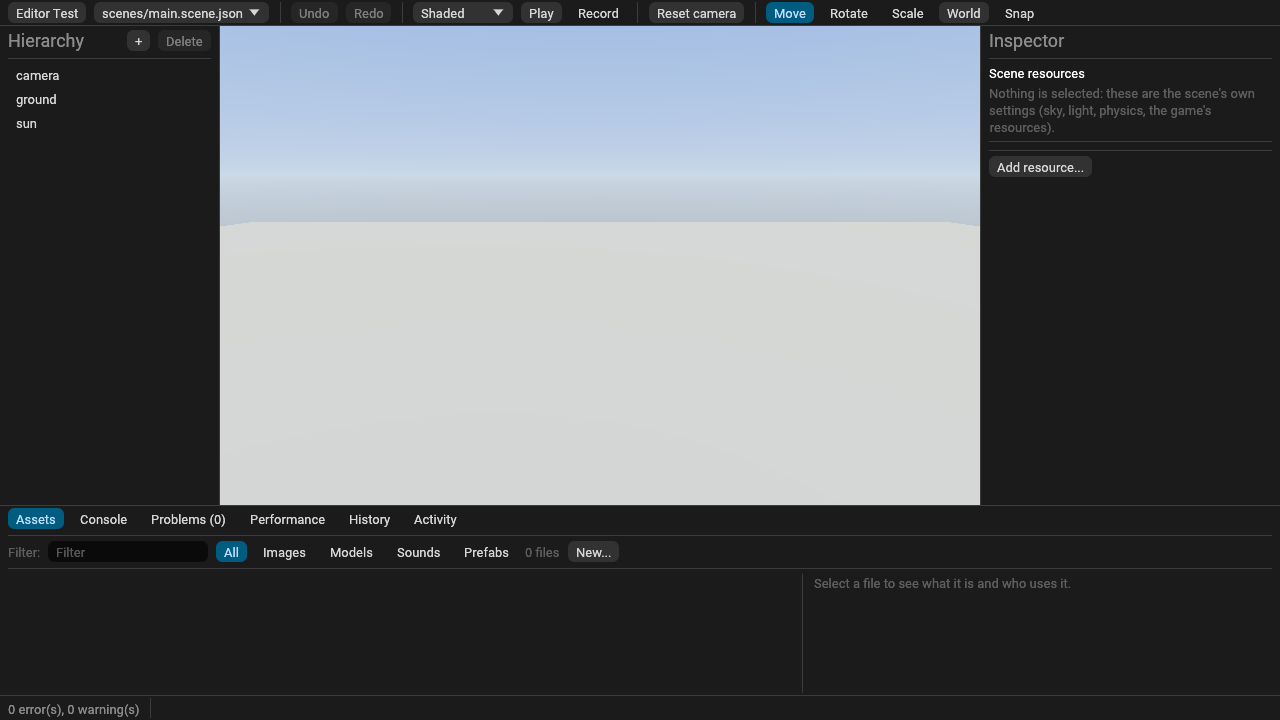 Editor Test scenes/main.scene.json Undo Redo Shaded Play Record Reset camera Move Rotate Scale World Snap
Hierarchy + Delete
camera
ground
sun
Inspector
Scene resources
Nothing is selected: these are the scene's own
settings (sky, light, physics, the game's
resources).
Add resource...
Assets Console Problems (0) Performance History Activity
Filter: Filter All Images Models Sounds Prefabs 0 files New...
Select a file to see what it is and who uses it.
0 error(s), 0 warning(s)